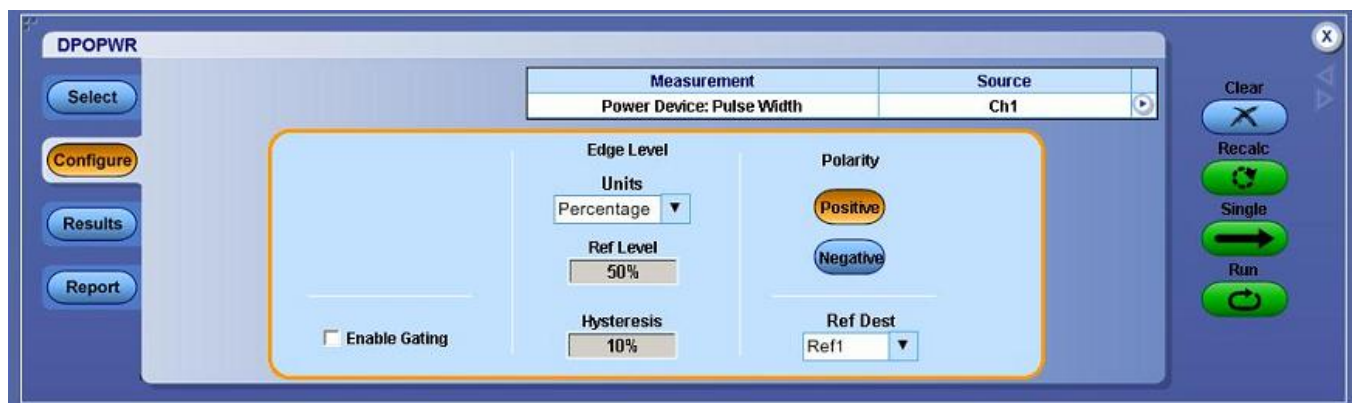 DPOPWR
X
Select
Configure
Results
Report
Measurement Source
Power Device: Pulse Width Ch1
Edge Level
Units
Percentage
Ref Level
50%
Hysteresis
10%
Polarity
Positive
Negative
Ref Dest
Ref1
Enable Gating
Clear
Recalc
Single
Run